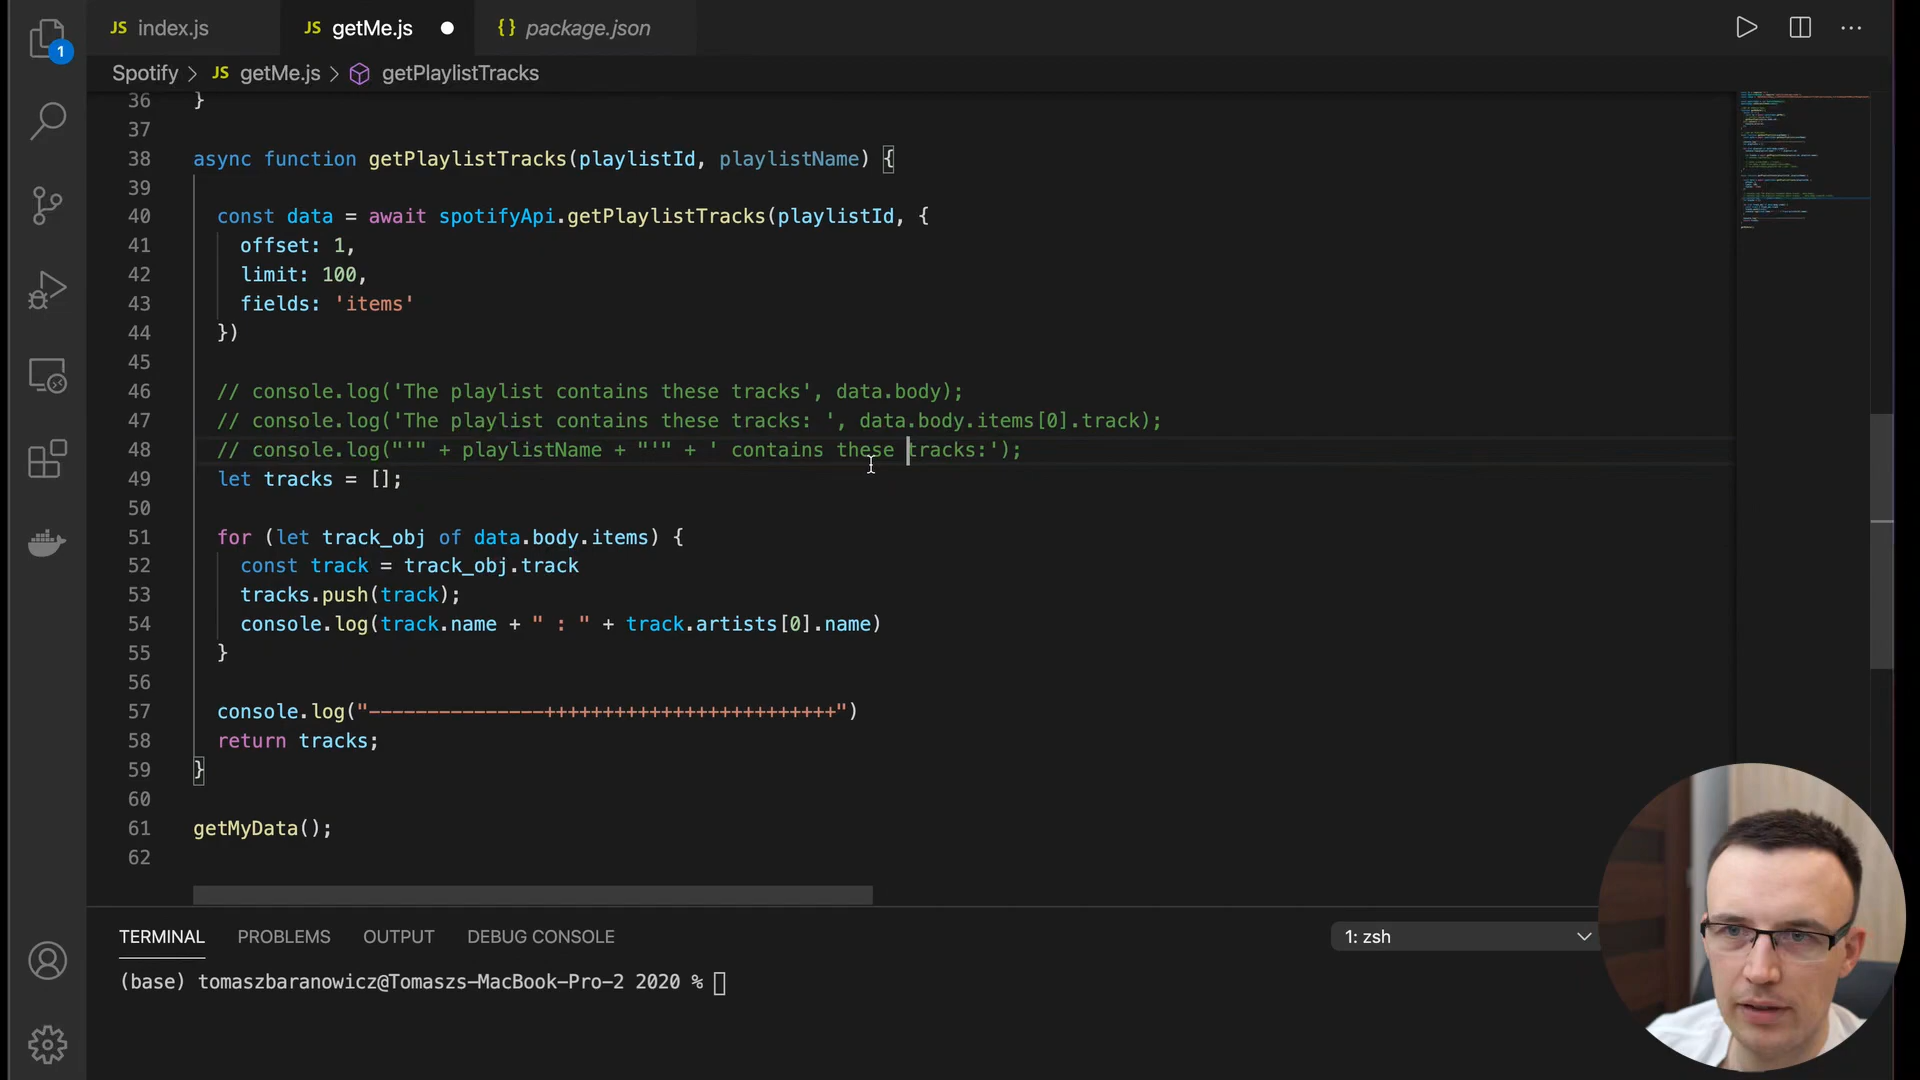 JS index.js
JS getMe.js
{} package.json
1
Spotify > JS getMe.js > getPlaylistTracks
36 }
37
38 async function getPlaylistTracks(playlistId, playlistName) {
39
40 const data = await spotifyApi.getPlaylistTracks(playlistId, {
41 offset: 1,
42 limit: 100,
43 fields: 'items'
44 })
45
46 // console.log('The playlist contains these tracks', data.body);
47 // console.log('The playlist contains these tracks: ', data.body.items[0].track);
48 // console.log("'" + playlistName + "'" + ' contains these tracks:');
49 let tracks = [];
50
51 for (let track_obj of data.body.items) {
52 const track = track_obj.track
53 tracks.push(track);
54 console.log(track.name + " : " + track.artists[0].name)
55 }
56
57 console.log("---------------+++++++++++++++++++++++++")
58 return tracks;
59 }
60
61 getMyData();
62
TERMINAL PROBLEMS OUTPUT DEBUG CONSOLE 1: zsh
(base) tomaszbaranowicz@Tomaszs-MacBook-Pro-2 2020 %